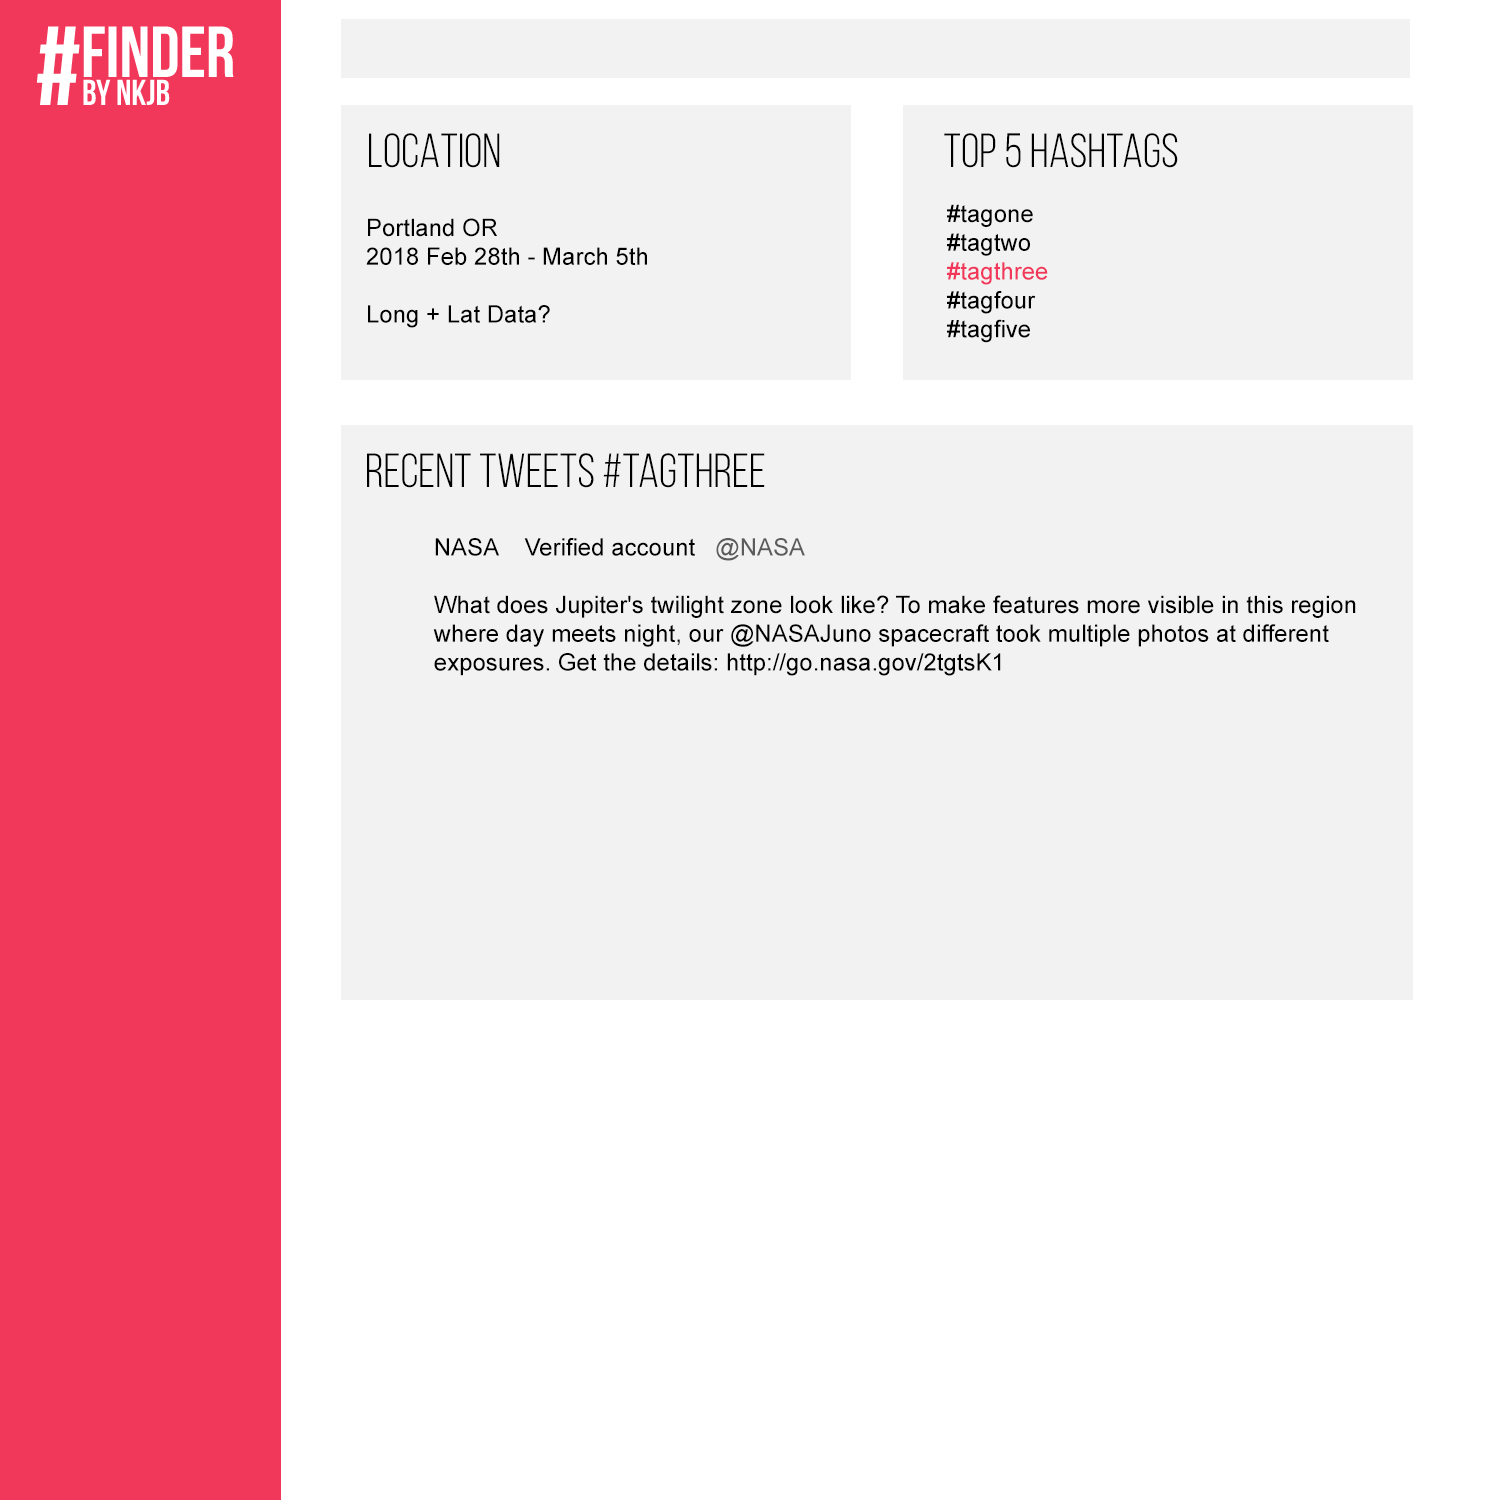 #FINDER
BY NKJB
LOCATION
Portland OR
2018 Feb 28th - March 5th
Long + Lat Data?
TOP 5 HASHTAGS
#tagone
#tagtwo
#tagthree
#tagfour
#tagfive
RECENT TWEETS #TAGTHREE
NASA Verified account @NASA
What does Jupiter's twilight zone look like? To make features more visible in this region
where day meets night, our @NASAJuno spacecraft took multiple photos at different
exposures. Get the details: http://go.nasa.gov/2tgtsK1